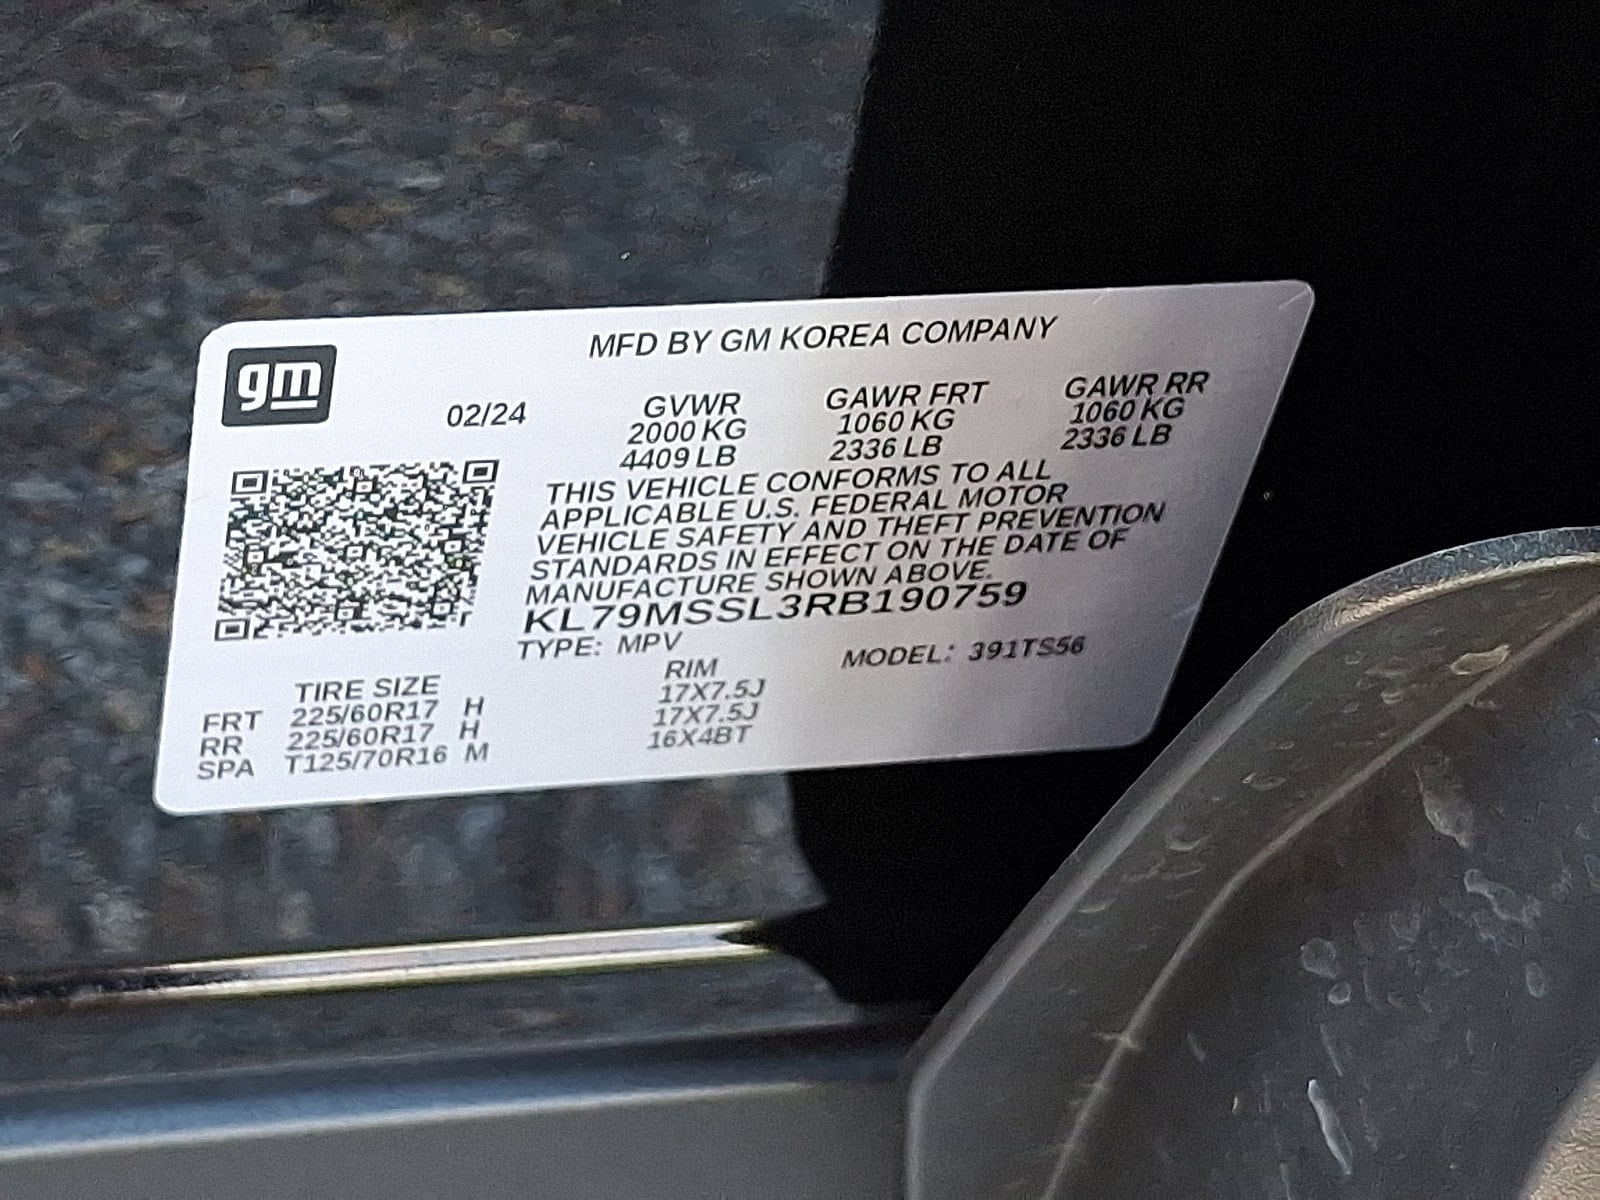 gm
MFD BY GM KOREA COMPANY
02/24
GVWR GAWR FRT GAWR RR
2000 KG 1060 KG 1060 KG
4409 LB 2336 LB 2336 LB
THIS VEHICLE CONFORMS TO ALL
APPLICABLE U.S. FEDERAL MOTOR
VEHICLE SAFETY AND THEFT PREVENTION
STANDARDS IN EFFECT ON THE DATE OF
MANUFACTURE SHOWN ABOVE.
KL79MSSL3RB190759
TYPE: MPV MODEL: 391TS56
TIRE SIZE RIM
FRT 225/60R17 H 17X7.5J
RR 225/60R17 H 17X7.5J
SPA T125/70R16 M 16X4BT